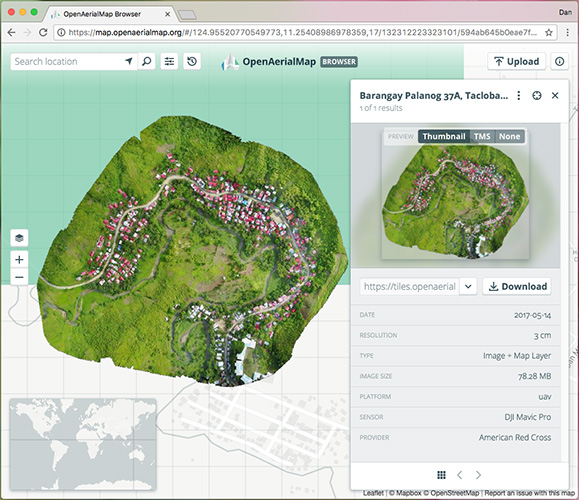 OpenAerialMap Browser
Dan
https://map.openaerialmap.org/#/124.95520770549773,11.25408986978359,17/132312223323101/594ab645b0eae7f...
Search location
OpenAerialMap BROWSER
Upload
Barangay Palanog 37A, Tacloba...
1 of 1 results
PREVIEW Thumbnail TMS None
https://tiles.openaerial
Download
DATE 2017-05-14
RESOLUTION 3 cm
TYPE Image + Map Layer
IMAGE SIZE 78.28 MB
PLATFORM uav
SENSOR DJI Mavic Pro
PROVIDER American Red Cross
Leaflet | © Mapbox © OpenStreetMap | Report an issue with this map